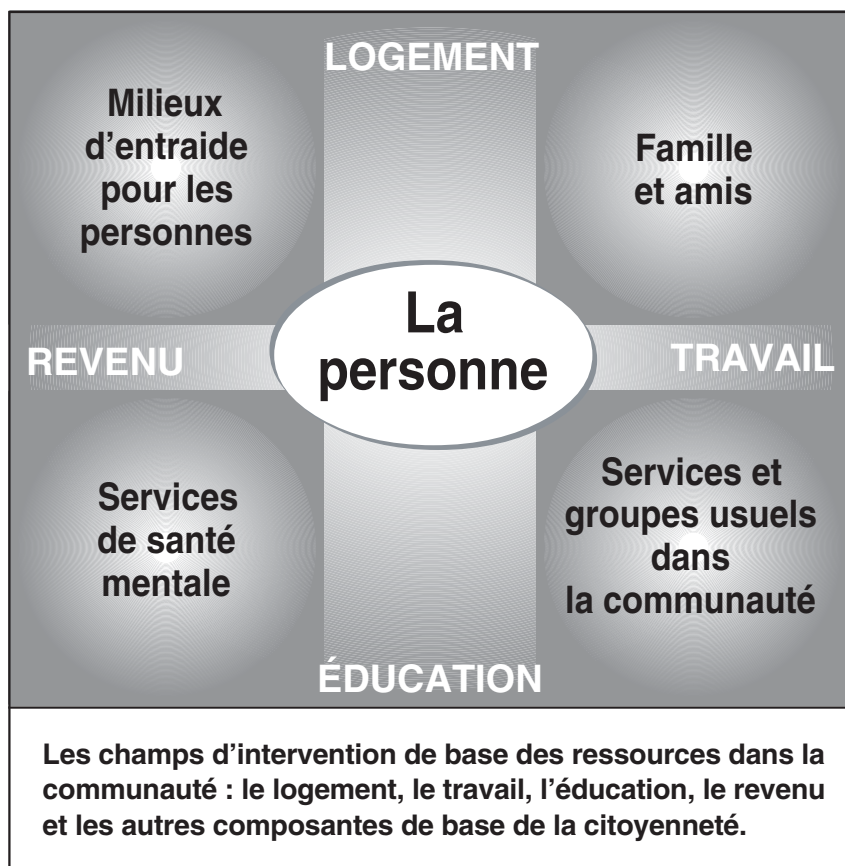 LOGEMENT
Milieux
d'entraide
pour les
personnes
Famille
et amis
La
personne
REVENU
TRAVAIL
Services
de santé
mentale
Services et
groupes usuels
dans
la communauté
ÉDUCATION
Les champs d'intervention de base des ressources dans la
communauté : le logement, le travail, l'éducation, le revenu
et les autres composantes de base de la citoyenneté.